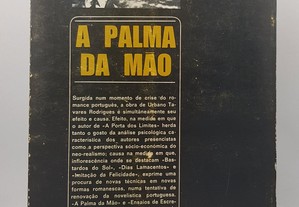 A PALMA
DA MÃO
Surgida num momento de crise do ro-
mance português, a obra de Urbano Ta-
vares Rodrigues é simultâneamente seu
efeito e causa. Efeito, na medida em que
o autor de «A Porta dos Limites» herda
tanto o gosto da análise psicológica ca-
racterística dos autores presencistas
como a perspectiva sócio-económica do
neo-realismo; causa na medida em que,
inflorescência onde se destacam «Bas-
tardos do Sol», «Dias Lamacentos» e
«Imitação da Felicidade», exprime uma
procura de novas técnicas em novas
formas romanescas, numa tentativa de
renovação da novelística portuguesa.
«A Palma da Mão» e «Ensaios de Escre-